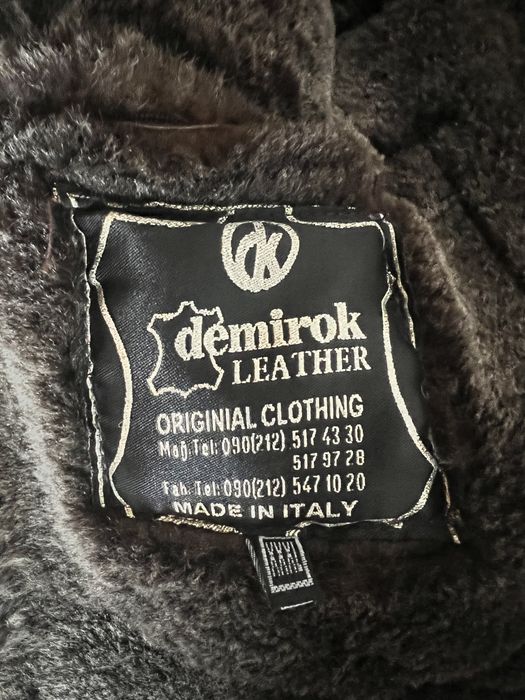 dk
demirok
LEATHER
ORIGINIAL CLOTHING
Mağ.Tel: 090(212) 517 43 30
517 97 28
Fab.Tel: 090(212) 547 10 20
MADE IN ITALY
XXXL